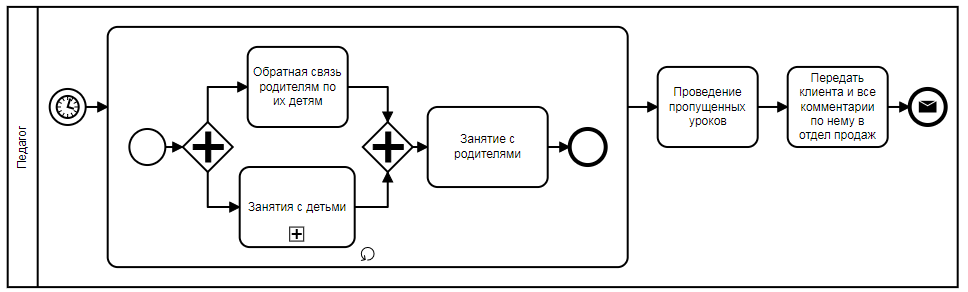 Педагог
Обратная связь
родителям по
их детям
Занятия с детьми
Занятие с
родителями
Проведение
пропущенных
уроков
Передать
клиента и все
комментарии
по нему в
отдел продаж